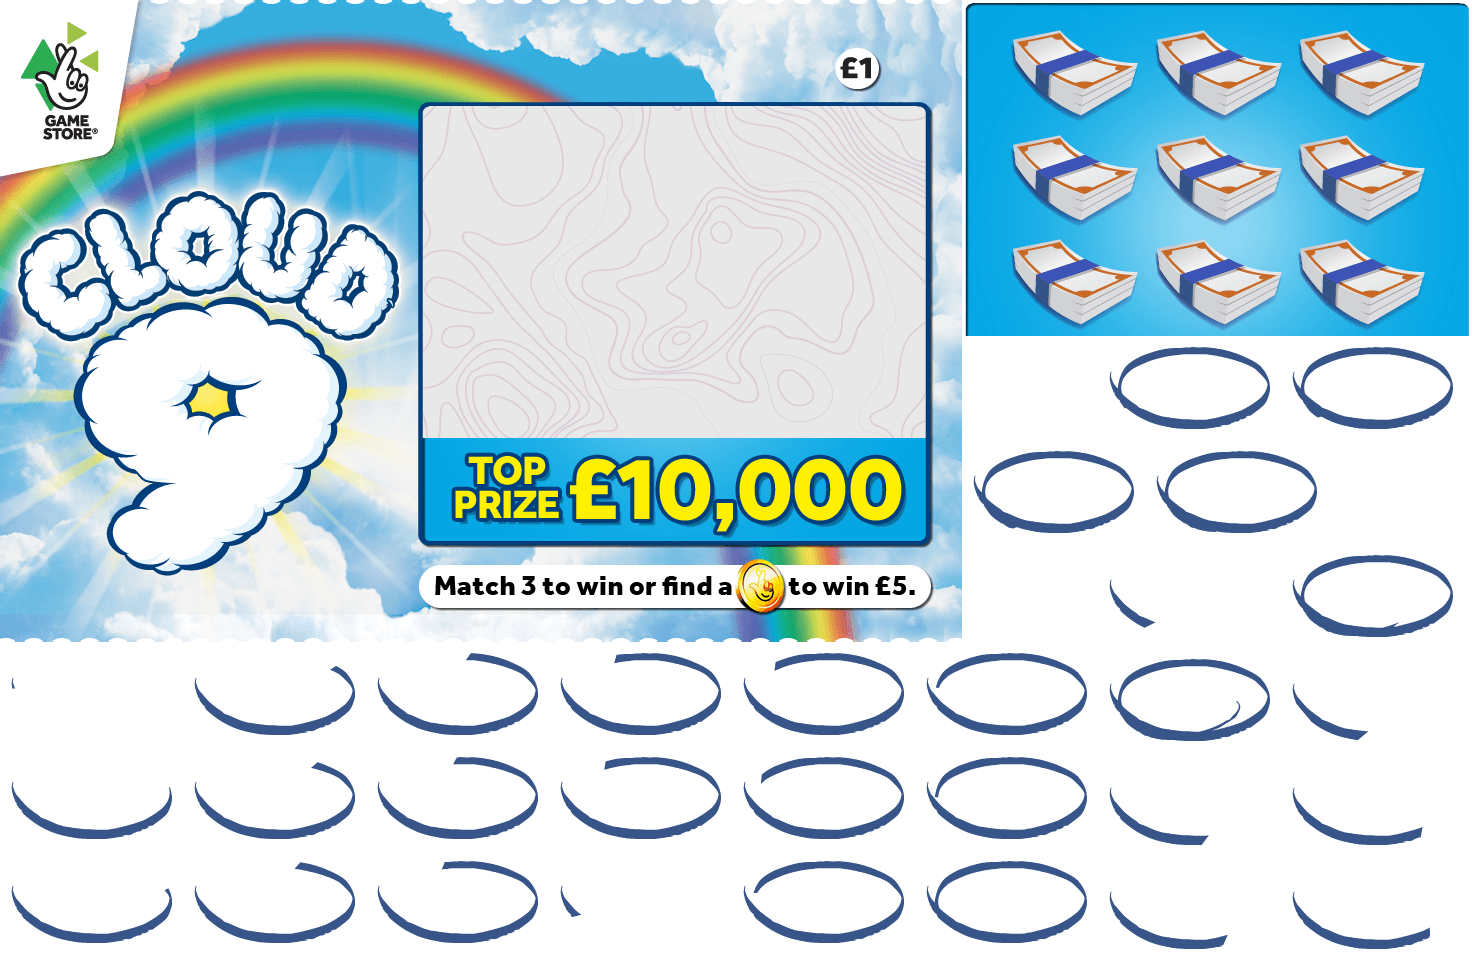 GAME
STORE®
£1
CLOUD
9
TOP
PRIZE £10,000
Match 3 to win or find a to win £5.